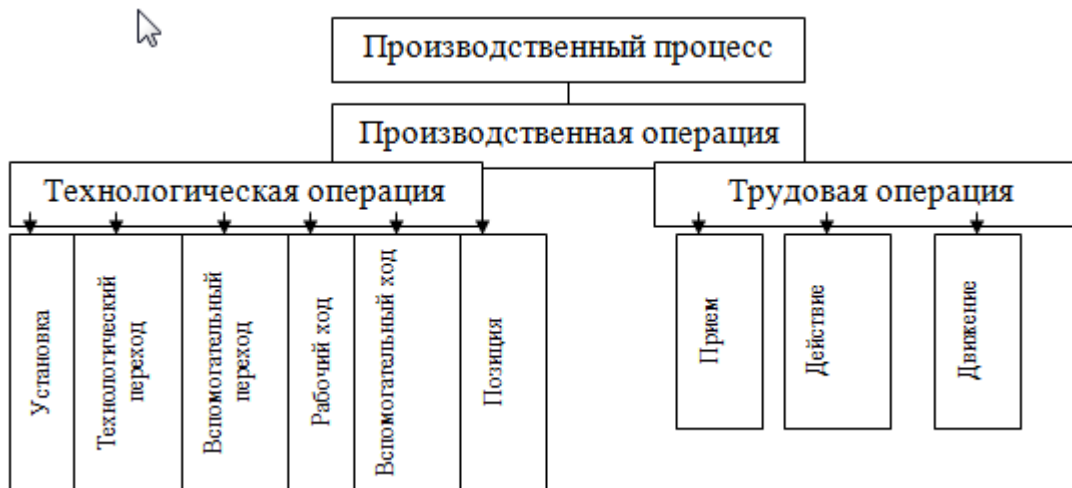 Производственный процесс
Производственная операция
Технологическая операция
Трудовая операция
Установка
Технологический
переход
Вспомогательный
переход
Рабочий ход
Вспомогательный ход
Позиция
Прием
Действие
Движение